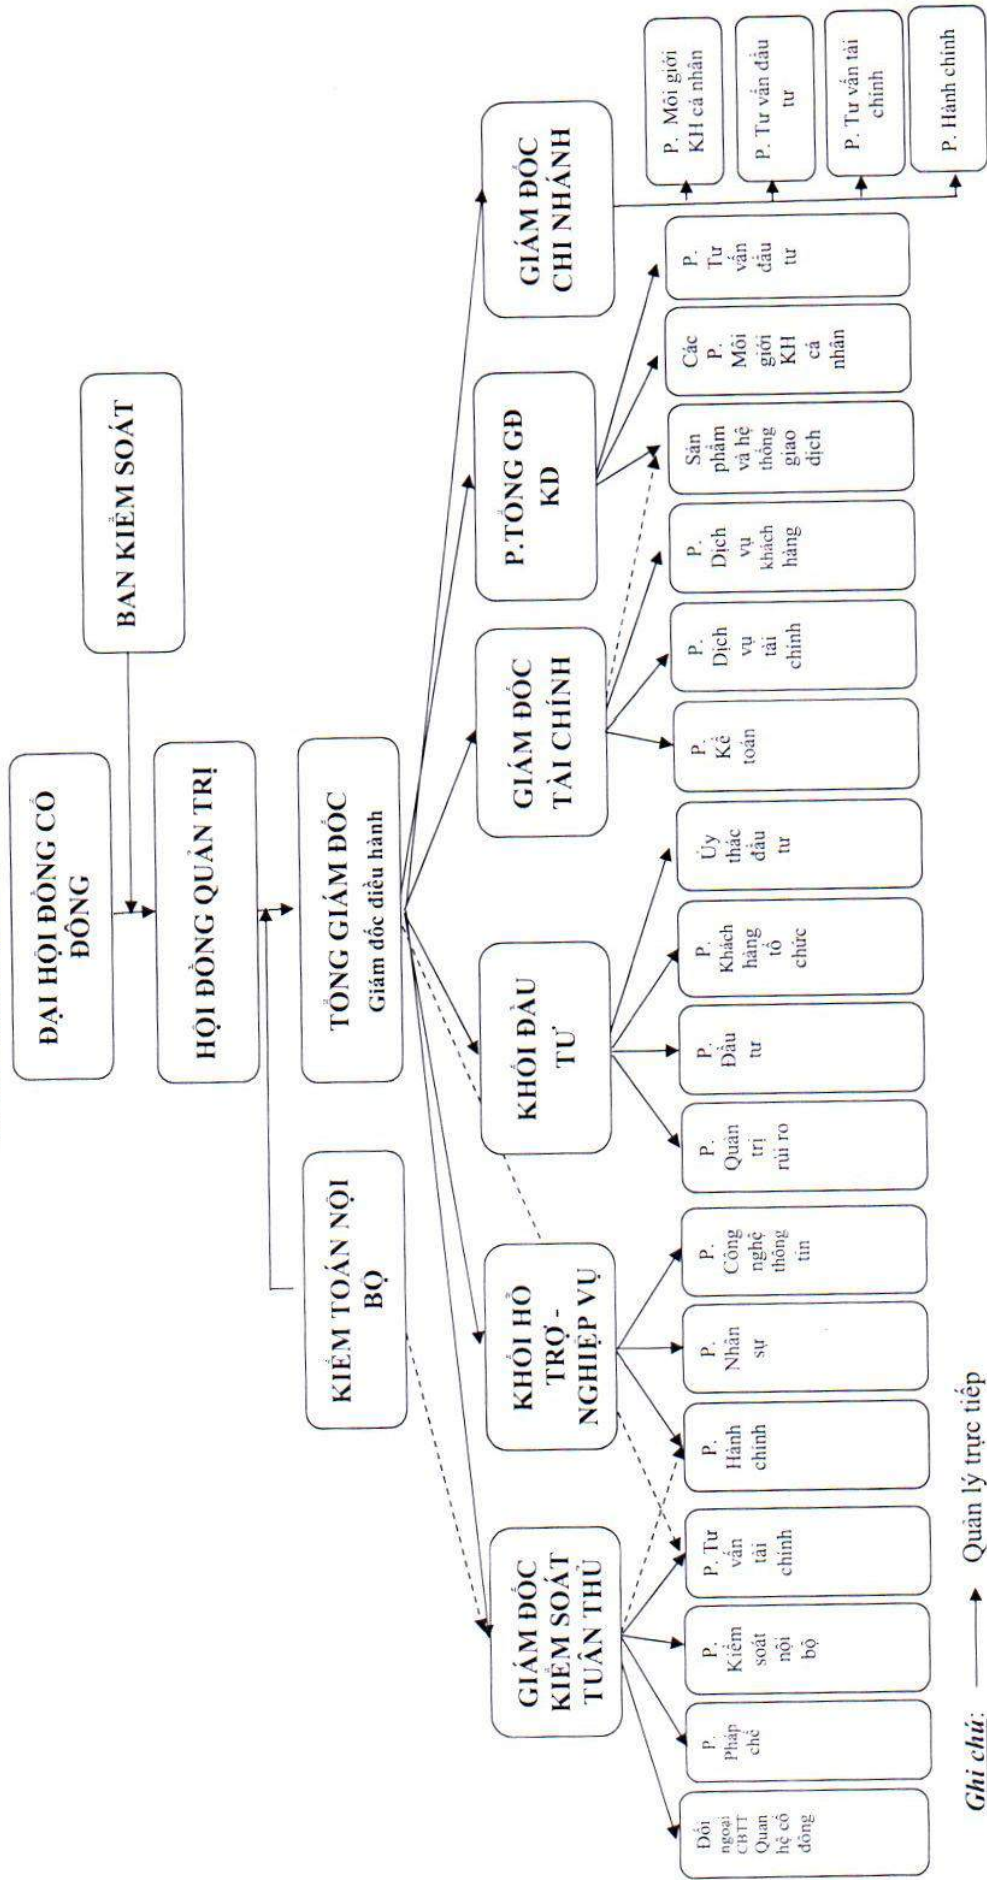 ĐẠI HỘI ĐỒNG CỔ
ĐÔNG
BAN KIỂM SOÁT
HỘI ĐỒNG QUẢN TRỊ
KIỂM TOÁN NỘI
BỘ
TỔNG GIÁM ĐỐC
Giám đốc điều hành
GIÁM ĐỐC
KIỂM SOÁT
TUÂN THỦ
KHỐI HỖ
TRỢ -
NGHIỆP VỤ
KHỐI ĐẦU
TƯ
GIÁM ĐỐC
TÀI CHÍNH
P.TỔNG GĐ
KD
GIÁM ĐỐC
CHI NHÁNH
Đối
ngoại
CBTT
Quan
hệ cổ
đông
P.
Pháp
chế
P.
Kiểm
soát
nội
bộ
P. Tư
vấn
tài
chính
P.
Hành
chính
P.
Nhân
sự
P.
Công
nghệ
thông
tin
P.
Quản
trị
rủi ro
P.
Đầu
tư
P.
Khách
hàng
tổ
chức
Ủy
thác
đầu
tư
P.
Kế
toán
P.
Dịch
vụ
tài
chính
P.
Dịch
vụ
khách
hàng
Sản
phẩm
và hệ
thống
giao
dịch
Các
P.
Môi
giới
KH
cá
nhân
P.
Tư
vấn
đầu
tư
P. Môi giới
KH cá nhân
P. Tư vấn đầu
tư
P. Tư vấn tài
chính
P. Hành chính
Ghi chú: Quản lý trực tiếp